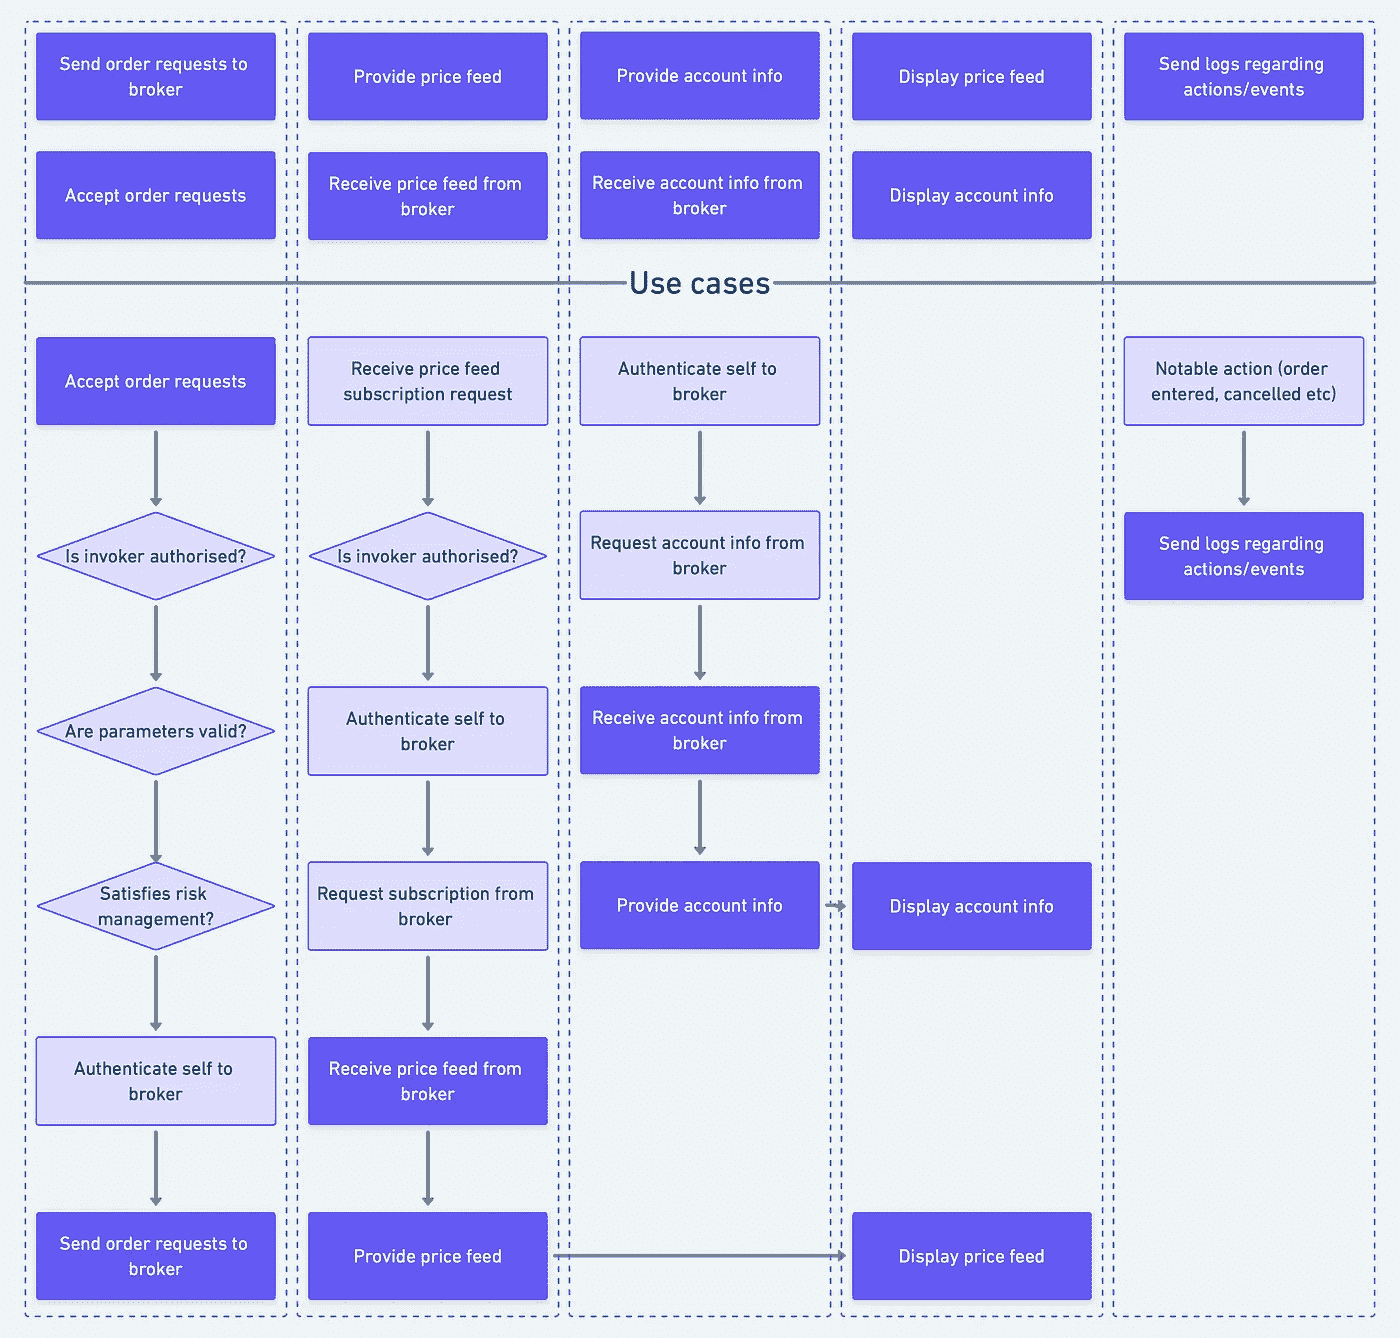 Send order requests to
broker
Provide price feed
Provide account info
Display price feed
Send logs regarding
actions/events
Accept order requests
Receive price feed from
broker
Receive account info from
broker
Display account info
Use cases
Accept order requests
Receive price feed
subscription request
Authenticate self to
broker
Notable action (order
entered, cancelled etc)
Is invoker authorised?
Is invoker authorised?
Request account info from
broker
Send logs regarding
actions/events
Are parameters valid?
Authenticate self to
broker
Receive account info from
broker
Satisfies risk
management?
Request subscription from
broker
Provide account info
Display account info
Authenticate self to
broker
Receive price feed from
broker
Send order requests to
broker
Provide price feed
Display price feed